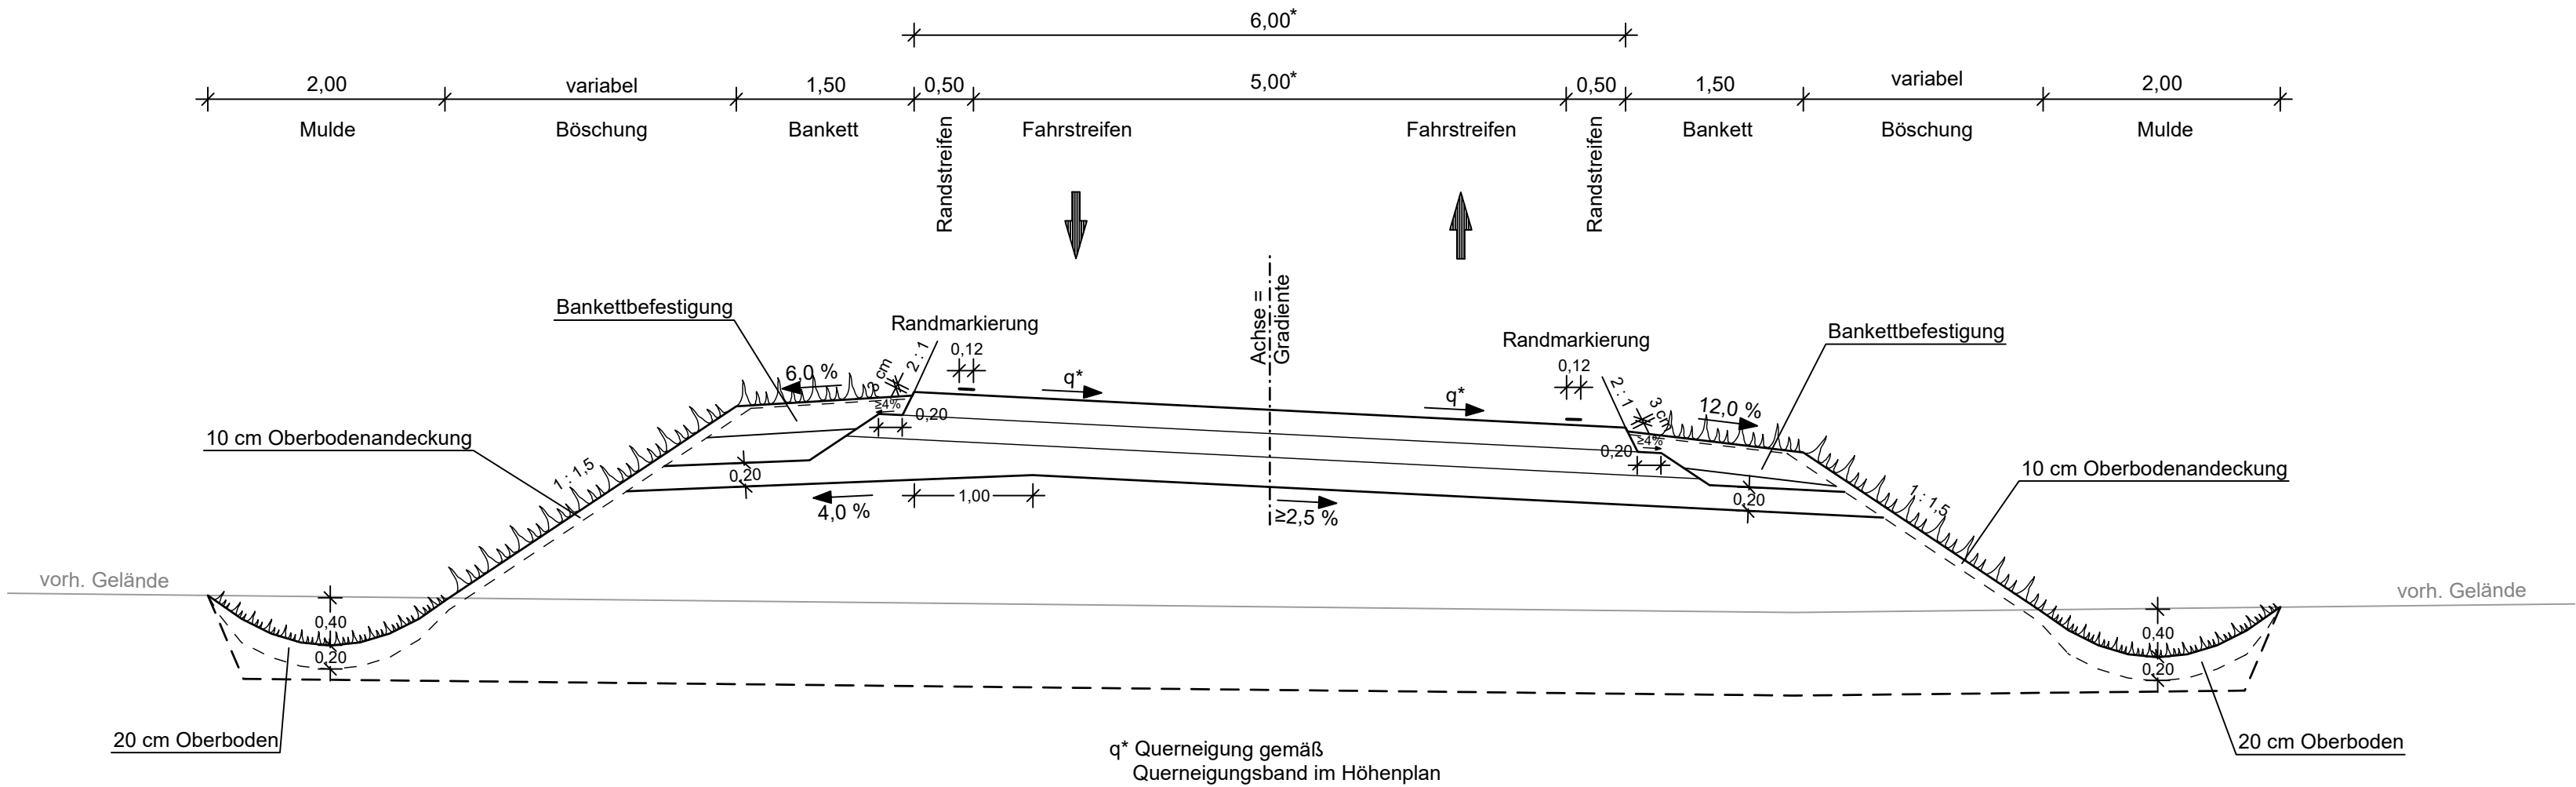 6,00*
2,00
variabel
1,50
0,50
5,00*
0,50
1,50
variabel
2,00
Mulde
Böschung
Bankett
Randstreifen
Fahrstreifen
Fahrstreifen
Randstreifen
Bankett
Böschung
Mulde
Achse =
Gradiente
Bankettbefestigung
Randmarkierung
0,12
2 : 1
3 cm
6,0 %
≥4%
0,20
q*
Randmarkierung
0,12
q*
2 : 1
3 cm
12,0 %
≥4%
0,20
Bankettbefestigung
10 cm Oberbodenandeckung
1 : 1,5
0,20
4,0 %
1,00
≥2,5 %
0,20
1 : 1,5
10 cm Oberbodenandeckung
vorh. Gelände
0,40
0,20
20 cm Oberboden
vorh. Gelände
0,40
0,20
20 cm Oberboden
q* Querneigung gemäß
Querneigungsband im Höhenplan